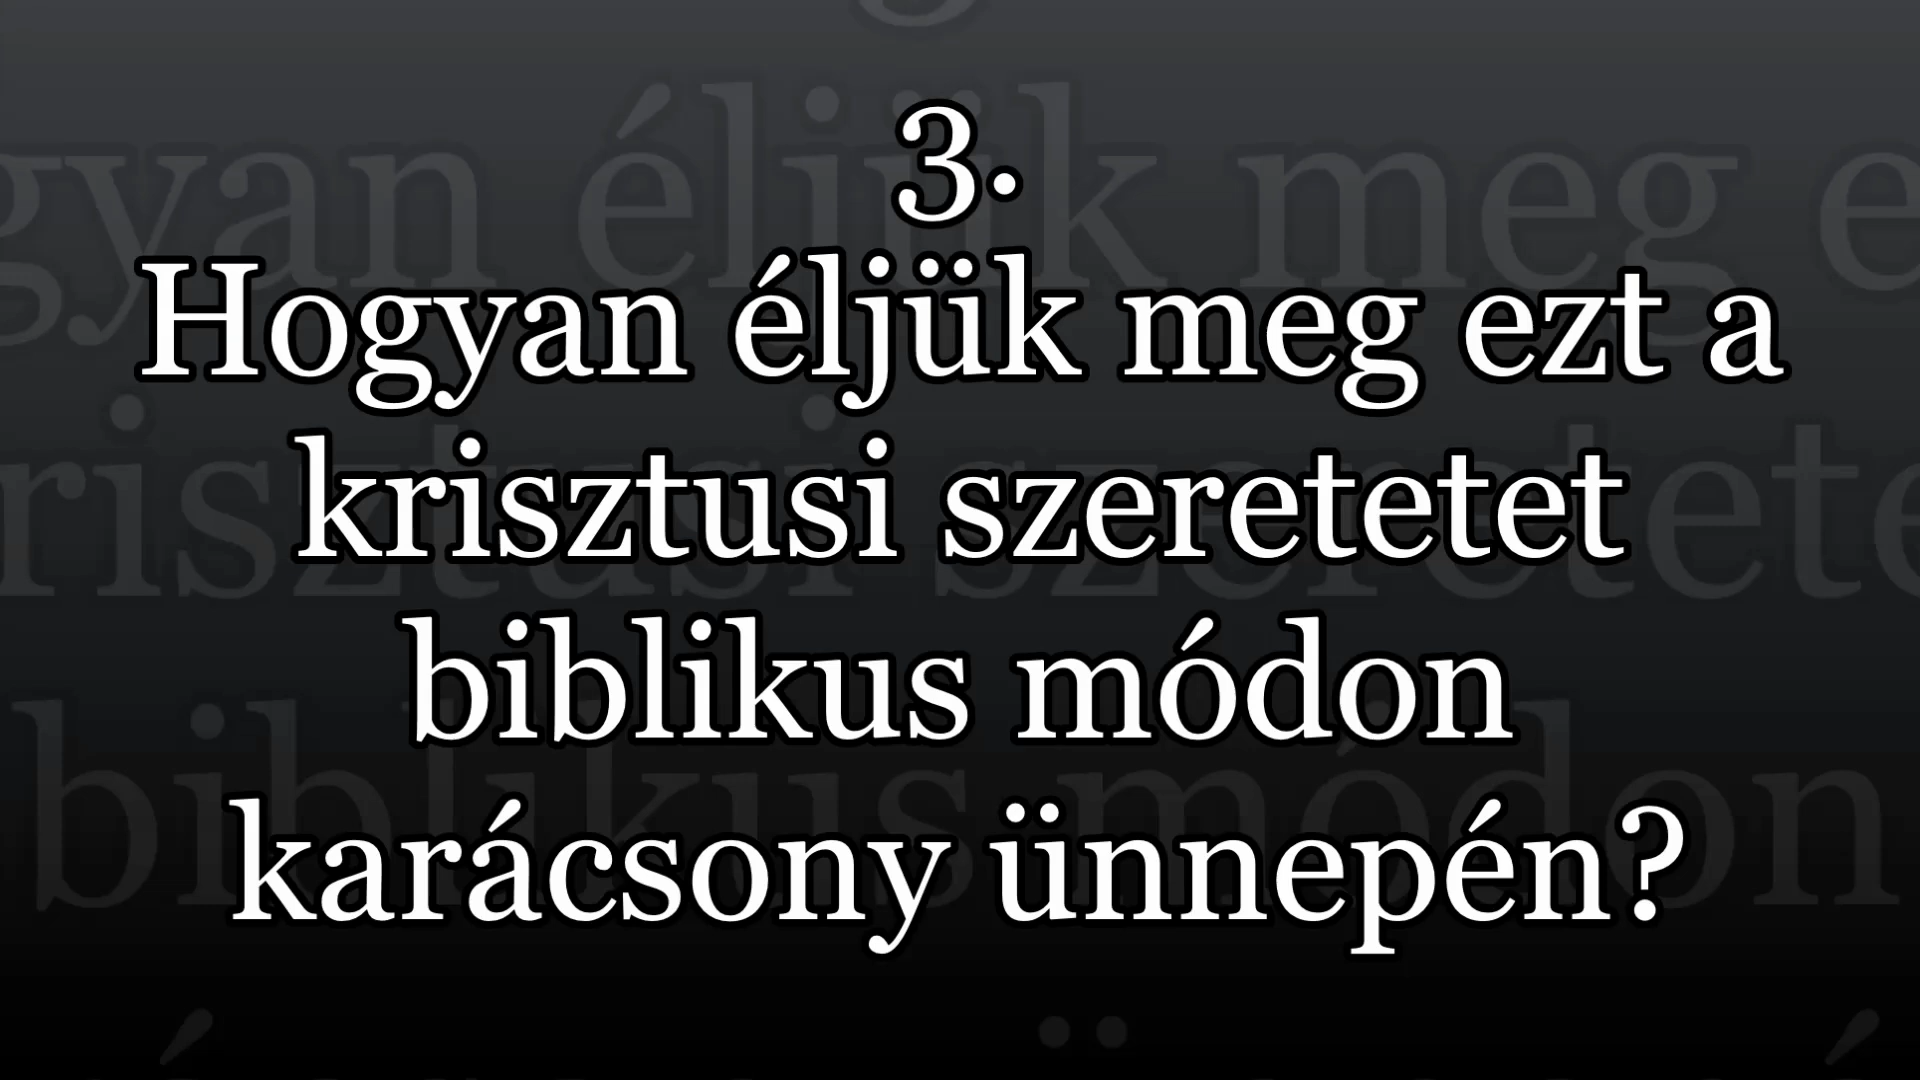 3.
Hogyan éljük meg ezt a
krisztusi szeretetet
biblikus módon
karácsony ünnepén?